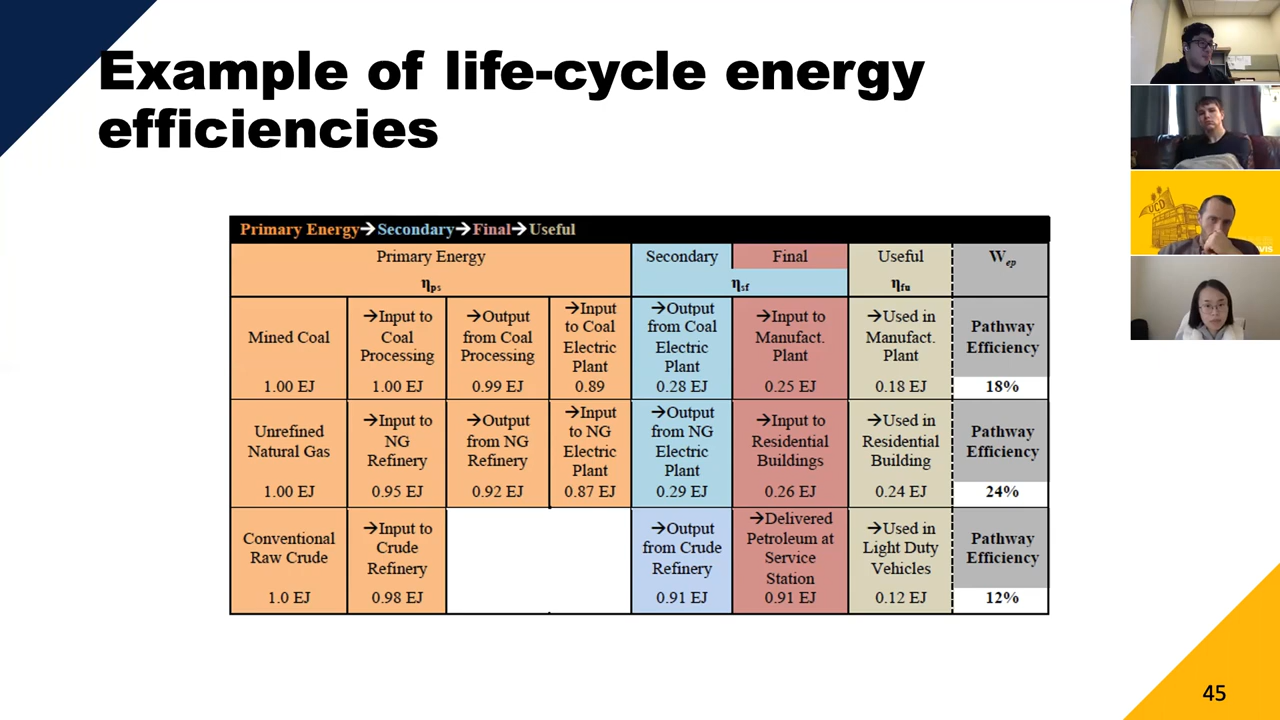 Example of life-cycle energy
efficiencies
Primary Energy→Secondary→Final→Useful
Primary Energy
ηps
Secondary
Final
ηsf
Useful
ηfu
Wep
Mined Coal
1.00 EJ
→Input to
Coal
Processing
1.00 EJ
→Output
from Coal
Processing
0.99 EJ
→Input
to Coal
Electric
Plant
0.89
→Output
from Coal
Electric
Plant
0.28 EJ
→Input to
Manufact.
Plant
0.25 EJ
→Used in
Manufact.
Plant
0.18 EJ
Pathway
Efficiency
18%
Unrefined
Natural Gas
1.00 EJ
→Input to
NG
Refinery
0.95 EJ
→Output
from NG
Refinery
0.92 EJ
→Input
to NG
Electric
Plant
0.87 EJ
→Output
from NG
Electric
Plant
0.29 EJ
→Input to
Residential
Buildings
0.26 EJ
→Used in
Residential
Building
0.24 EJ
Pathway
Efficiency
24%
Conventional
Raw Crude
1.0 EJ
→Input to
Crude
Refinery
0.98 EJ
→Output
from Crude
Refinery
0.91 EJ
→Delivered
Petroleum at
Service
Station
0.91 EJ
→Used in
Light Duty
Vehicles
0.12 EJ
Pathway
Efficiency
12%
UCD
45